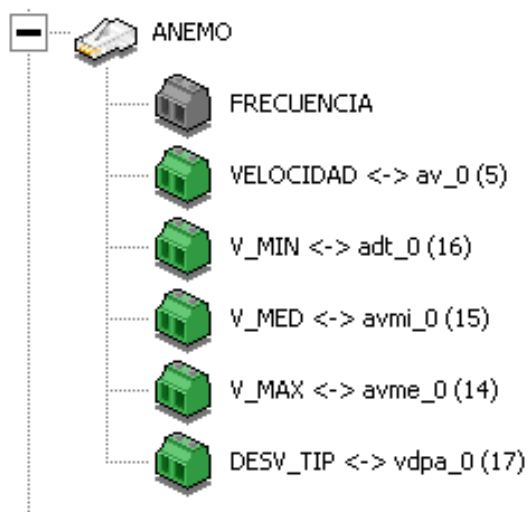 ANEMO
FRECUENCIA
VELOCIDAD <-> av_0 (5)
V_MIN <-> adt_0 (16)
V_MED <-> avmi_0 (15)
V_MAX <-> avme_0 (14)
DESV_TIP <-> vdpa_0 (17)